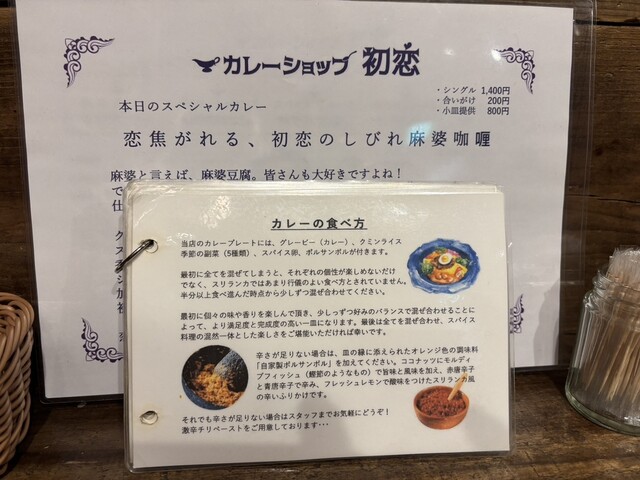 カレーショップ 初恋
・シングル 1,400円
・合いがけ 200円
・小皿提供 800円
本日のスペシャルカレー
恋焦がれる、初恋のしびれ麻婆咖喱
麻婆と言えば、麻婆豆腐。皆さんも大好きですよね！
で
仕
ク
カレーの食べ方
当店のカレープレートには、グレービー（カレー）、クミンライス
季節の副菜（5種類）、スパイス卵、ポルサンボルが付きます。
最初に全てを混ぜてしまうと、それぞれの個性が楽しめないだけ
でなく、スリランカではあまり行儀のよい食べ方とされていません。
半分以上食べ進んだ時点から少しずつ混ぜ合わせてください。
最初に個々の味や香りを楽しんで頂き、少しずつ好みのバランスで混ぜ合わせることに
よって、より満足度と完成度の高い一皿になります。最後は全てを混ぜ合わせ、スパイス
料理の混然一体とした楽しさをご堪能いただければ幸いです。
辛さが足りない場合は、皿の縁に添えられたオレンジ色の調味料
「自家製ポルサンボル」を加えてください。ココナッツにモルディ
ブフィッシュ（鰹節のようなもの）で旨味と風味を加え、赤唐辛子
と青唐辛子で辛み、フレッシュレモンで酸味をつけたスリランカ風
の辛いふりかけです。
それでも辛さが足りない場合はスタッフまでお気軽にどうぞ！
激辛チリペーストをご用意しております･･･